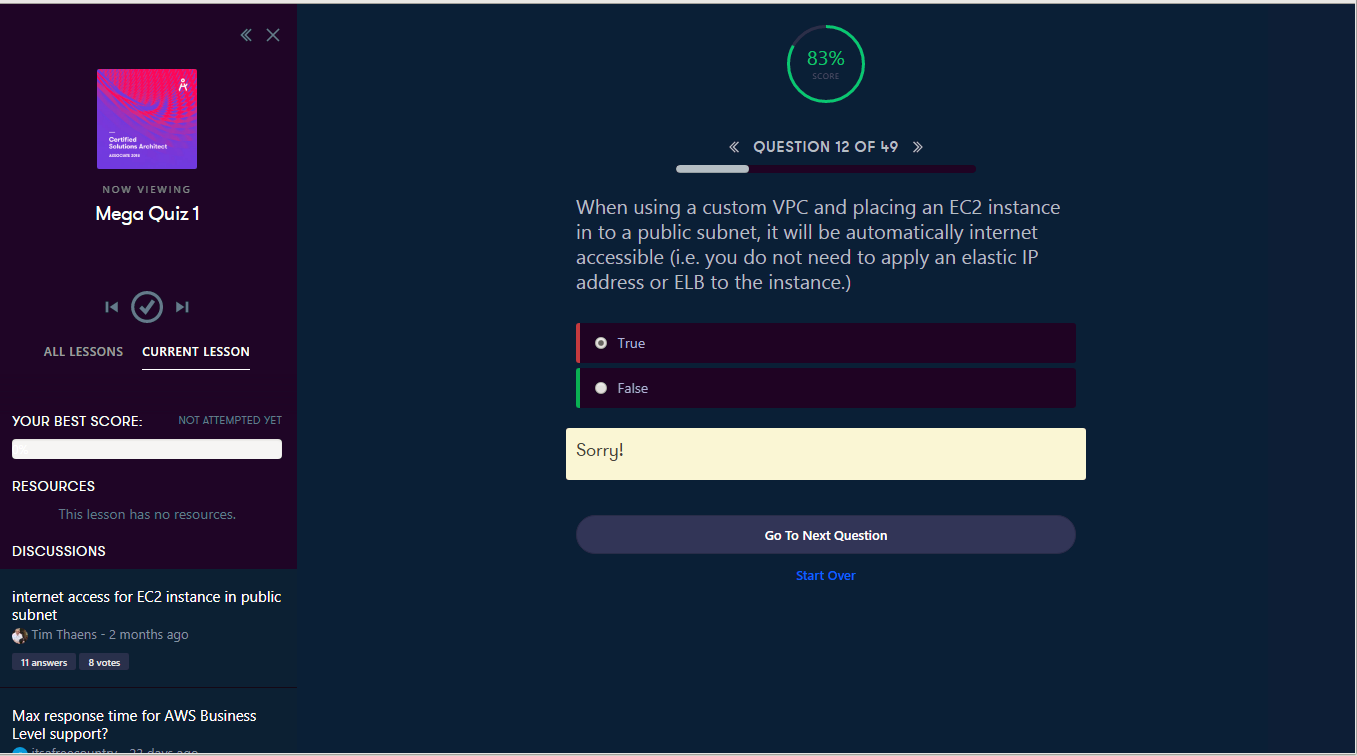 Certified
Solutions Architect
ASSOCIATE 2018
NOW VIEWING
Mega Quiz 1
ALL LESSONS CURRENT LESSON
YOUR BEST SCORE: NOT ATTEMPTED YET
RESOURCES
This lesson has no resources.
DISCUSSIONS
internet access for EC2 instance in public
subnet
Tim Thaens - 2 months ago
11 answers 8 votes
Max response time for AWS Business
Level support?
itsafreecountry - 22 days ago
83%
SCORE
QUESTION 12 OF 49
When using a custom VPC and placing an EC2 instance
in to a public subnet, it will be automatically internet
accessible (i.e. you do not need to apply an elastic IP
address or ELB to the instance.)
True
False
Sorry!
Go To Next Question
Start Over